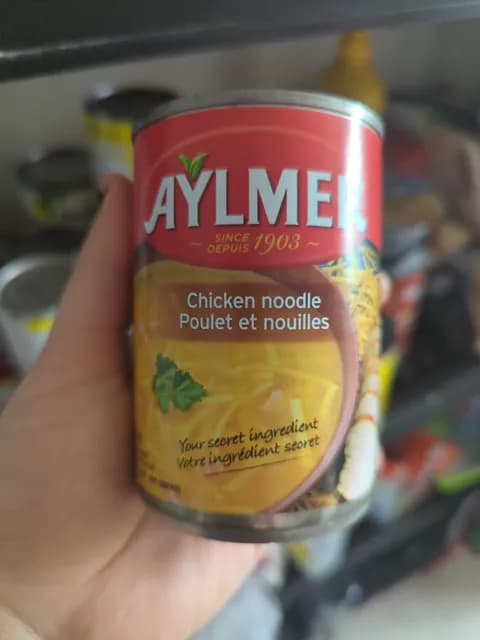 AYLMER
SINCE
DEPUIS 1903
Chicken noodle
Poulet et nouilles
Your secret ingredient
Votre ingrédient secret